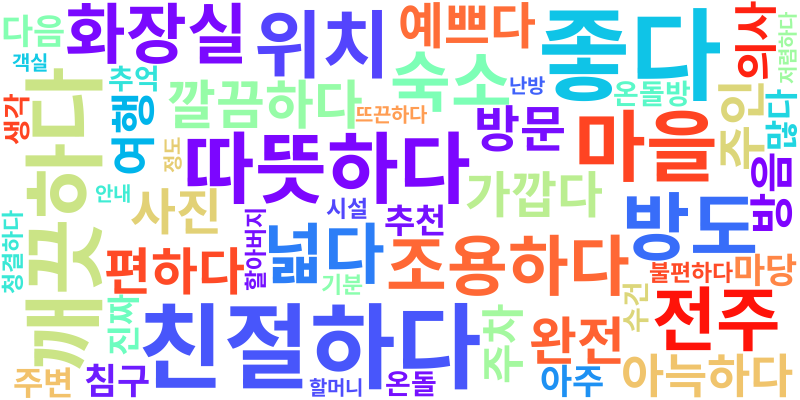 다음
화장실
위치
예쁘다
좋다
의사
저렴하다
객실
추억
숙소
난방
온돌방
생각
깨끗하다
여행
깔끔하다
뜨끈하다
방문
마을
주인
많다
정도
따뜻하다
가깝다
방음
안내
사진
시설
추천
방도
청결하다
편하다
할아버지
넓다
기분
조용하다
불편하다
마당
진짜
친절하다
주차
완전
수건
전주
주변
침구
할머니
온돌
아주
아늑하다